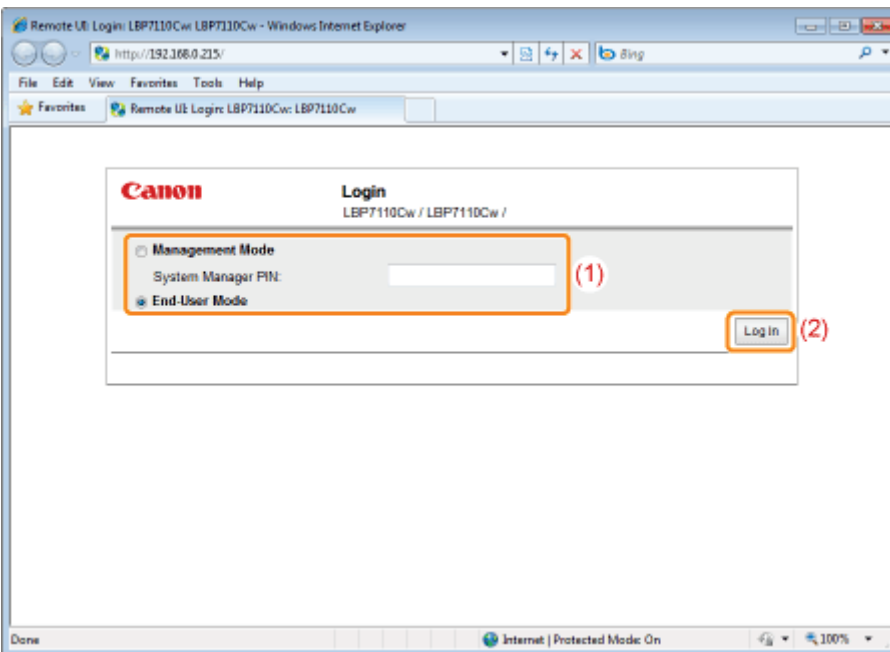 Remote UI: Login: LBP7110Cw: LBP7110Cw - Windows Internet Explorer
http://192.168.0.215/
Bing
File Edit View Favorites Tools Help
Favorites
Remote UI: Login: LBP7110Cw: LBP7110Cw
Canon
Login
LBP7110Cw / LBP7110Cw /
Management Mode
System Manager PIN:
(1)
End-User Mode
Log In
(2)
Done
Internet | Protected Mode: On
100%